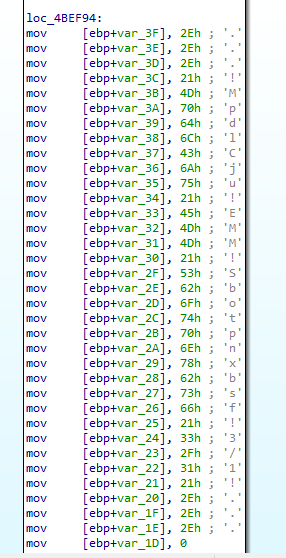 loc_4BEF94:
mov [ebp+var_3F], 2Eh ; '.'
mov [ebp+var_3E], 2Eh ; '.'
mov [ebp+var_3D], 2Eh ; '.'
mov [ebp+var_3C], 21h ; '!'
mov [ebp+var_3B], 4Dh ; 'M'
mov [ebp+var_3A], 70h ; 'p'
mov [ebp+var_39], 64h ; 'd'
mov [ebp+var_38], 6Ch ; 'l'
mov [ebp+var_37], 43h ; 'C'
mov [ebp+var_36], 6Ah ; 'j'
mov [ebp+var_35], 75h ; 'u'
mov [ebp+var_34], 21h ; '!'
mov [ebp+var_33], 45h ; 'E'
mov [ebp+var_32], 4Dh ; 'M'
mov [ebp+var_31], 4Dh ; 'M'
mov [ebp+var_30], 21h ; '!'
mov [ebp+var_2F], 53h ; 'S'
mov [ebp+var_2E], 62h ; 'b'
mov [ebp+var_2D], 6Fh ; 'o'
mov [ebp+var_2C], 74h ; 't'
mov [ebp+var_2B], 70h ; 'p'
mov [ebp+var_2A], 6Eh ; 'n'
mov [ebp+var_29], 78h ; 'x'
mov [ebp+var_28], 62h ; 'b'
mov [ebp+var_27], 73h ; 's'
mov [ebp+var_26], 66h ; 'f'
mov [ebp+var_25], 21h ; '!'
mov [ebp+var_24], 33h ; '3'
mov [ebp+var_23], 2Fh ; '/'
mov [ebp+var_22], 31h ; '1'
mov [ebp+var_21], 21h ; '!'
mov [ebp+var_20], 2Eh ; '.'
mov [ebp+var_1F], 2Eh ; '.'
mov [ebp+var_1E], 2Eh ; '.'
mov [ebp+var_1D], 0